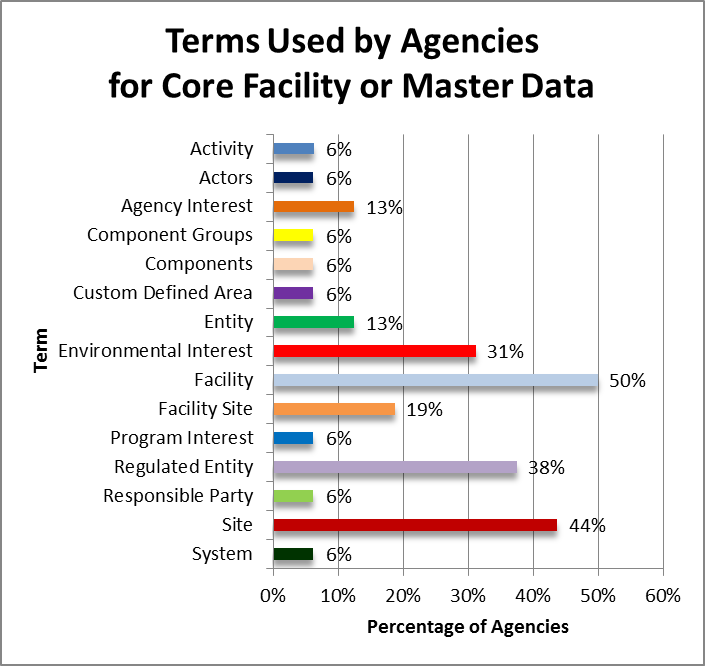 Terms Used by Agencies
for Core Facility or Master Data
Term
Activity 6%
Actors 6%
Agency Interest 13%
Component Groups 6%
Components 6%
Custom Defined Area 6%
Entity 13%
Environmental Interest 31%
Facility 50%
Facility Site 19%
Program Interest 6%
Regulated Entity 38%
Responsible Party 6%
Site 44%
System 6%
0% 10% 20% 30% 40% 50% 60%
Percentage of Agencies